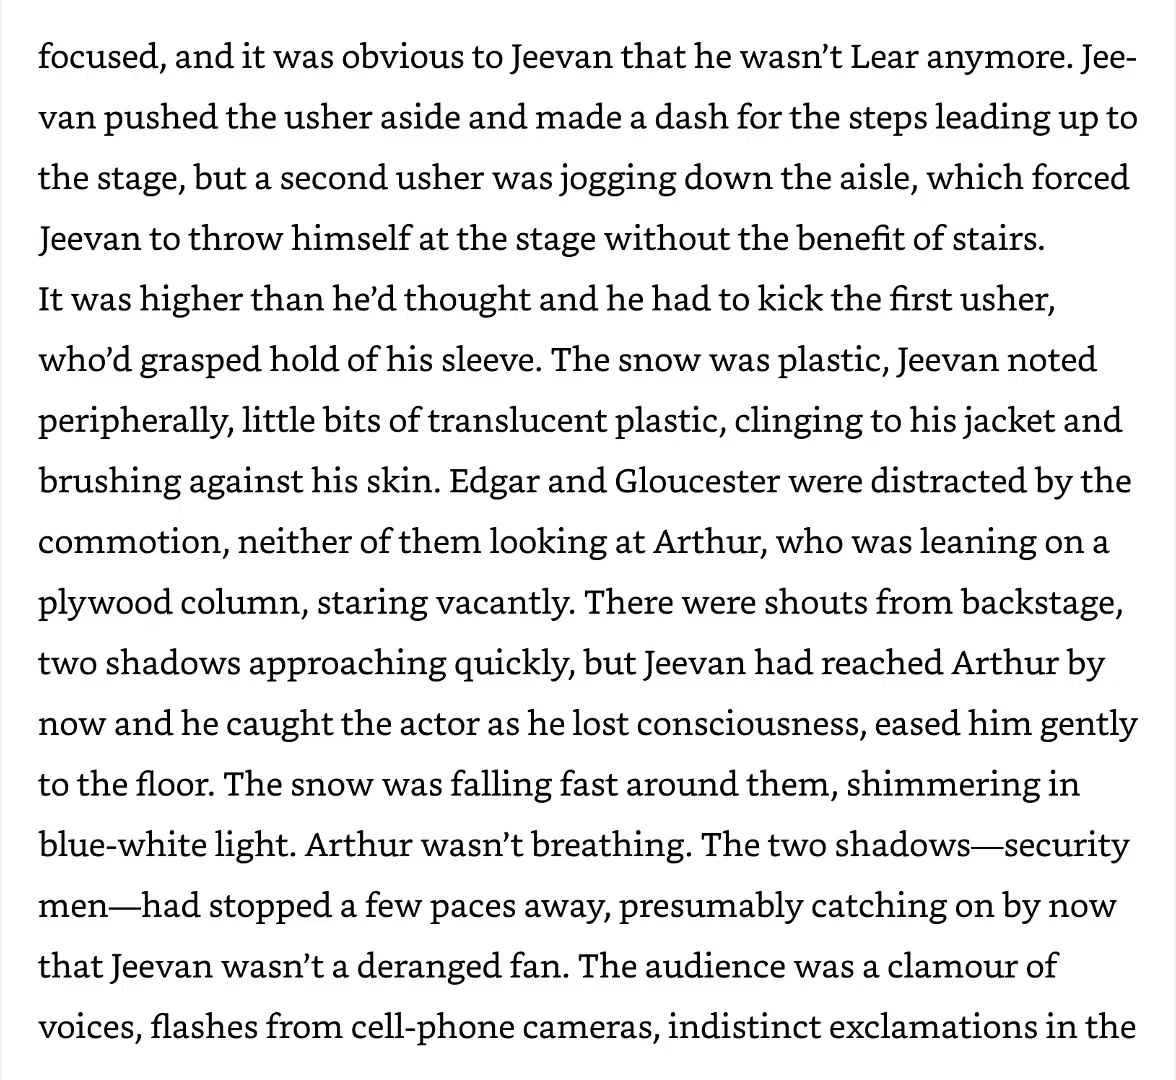 focused, and it was obvious to Jeevan that he wasn’t Lear anymore. Jee-
van pushed the usher aside and made a dash for the steps leading up to
the stage, but a second usher was jogging down the aisle, which forced
Jeevan to throw himself at the stage without the benefit of stairs.
It was higher than he’d thought and he had to kick the first usher,
who’d grasped hold of his sleeve. The snow was plastic, Jeevan noted
peripherally, little bits of translucent plastic, clinging to his jacket and
brushing against his skin. Edgar and Gloucester were distracted by the
commotion, neither of them looking at Arthur, who was leaning on a
plywood column, staring vacantly. There were shouts from backstage,
two shadows approaching quickly, but Jeevan had reached Arthur by
now and he caught the actor as he lost consciousness, eased him gently
to the floor. The snow was falling fast around them, shimmering in
blue-white light. Arthur wasn’t breathing. The two shadows—security
men—had stopped a few paces away, presumably catching on by now
that Jeevan wasn’t a deranged fan. The audience was a clamour of
voices, flashes from cell-phone cameras, indistinct exclamations in the